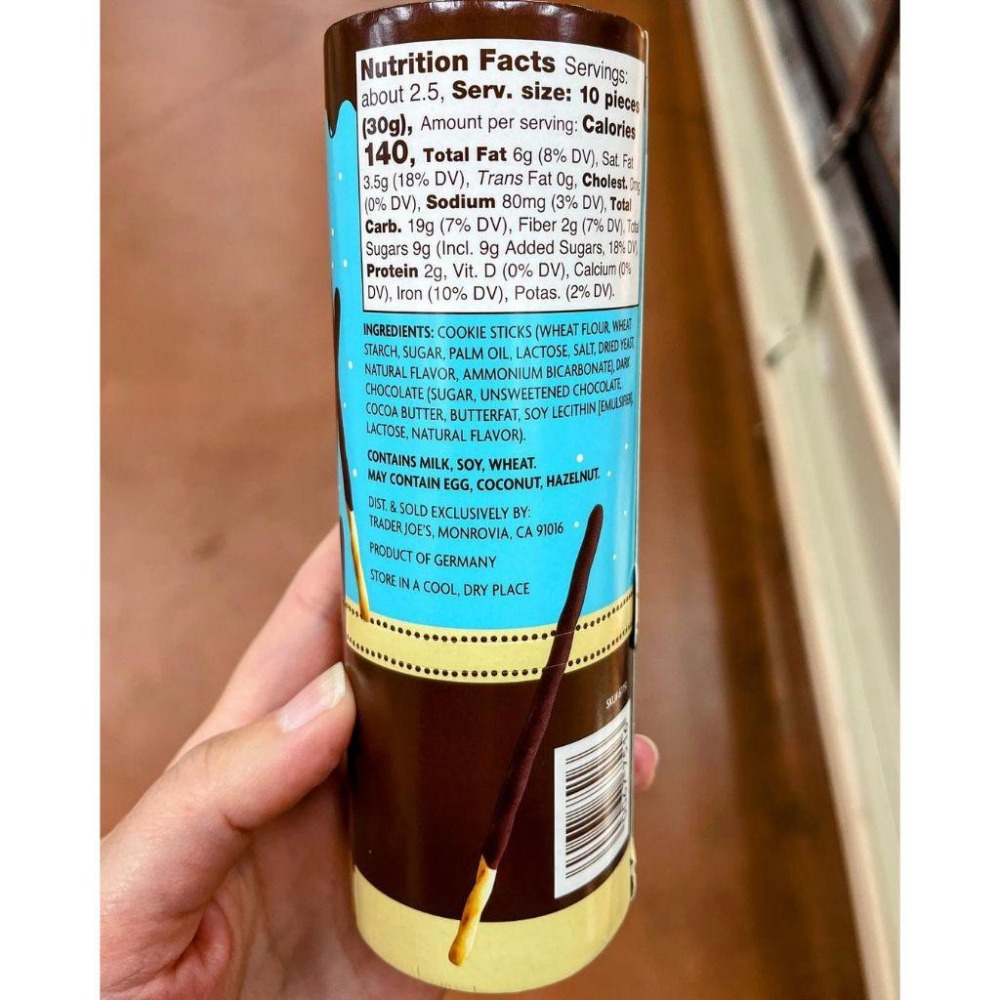 Nutrition Facts Servings:
about 2.5, Serv. size: 10 pieces
(30g), Amount per serving: Calories
140, Total Fat 6g (8% DV), Sat. Fat
3.5g (18% DV), Trans Fat 0g, Cholest. 0mg
(0% DV), Sodium 80mg (3% DV), Total
Carb. 19g (7% DV), Fiber 2g (7% DV), Total
Sugars 9g (Incl. 9g Added Sugars, 18% DV)
Protein 2g, Vit. D (0% DV), Calcium (0%
DV), Iron (10% DV), Potas. (2% DV).
INGREDIENTS: COOKIE STICKS (WHEAT FLOUR, WHEAT
STARCH, SUGAR, PALM OIL, LACTOSE, SALT, DRIED YEAST,
NATURAL FLAVOR, AMMONIUM BICARBONATE), DARK
CHOCOLATE (SUGAR, UNSWEETENED CHOCOLATE,
COCOA BUTTER, BUTTERFAT, SOY LECITHIN [EMULSIFIER],
LACTOSE, NATURAL FLAVOR).
CONTAINS MILK, SOY, WHEAT.
MAY CONTAIN EGG, COCONUT, HAZELNUT.
DIST. & SOLD EXCLUSIVELY BY:
TRADER JOE'S, MONROVIA, CA 91016
PRODUCT OF GERMANY
STORE IN A COOL, DRY PLACE